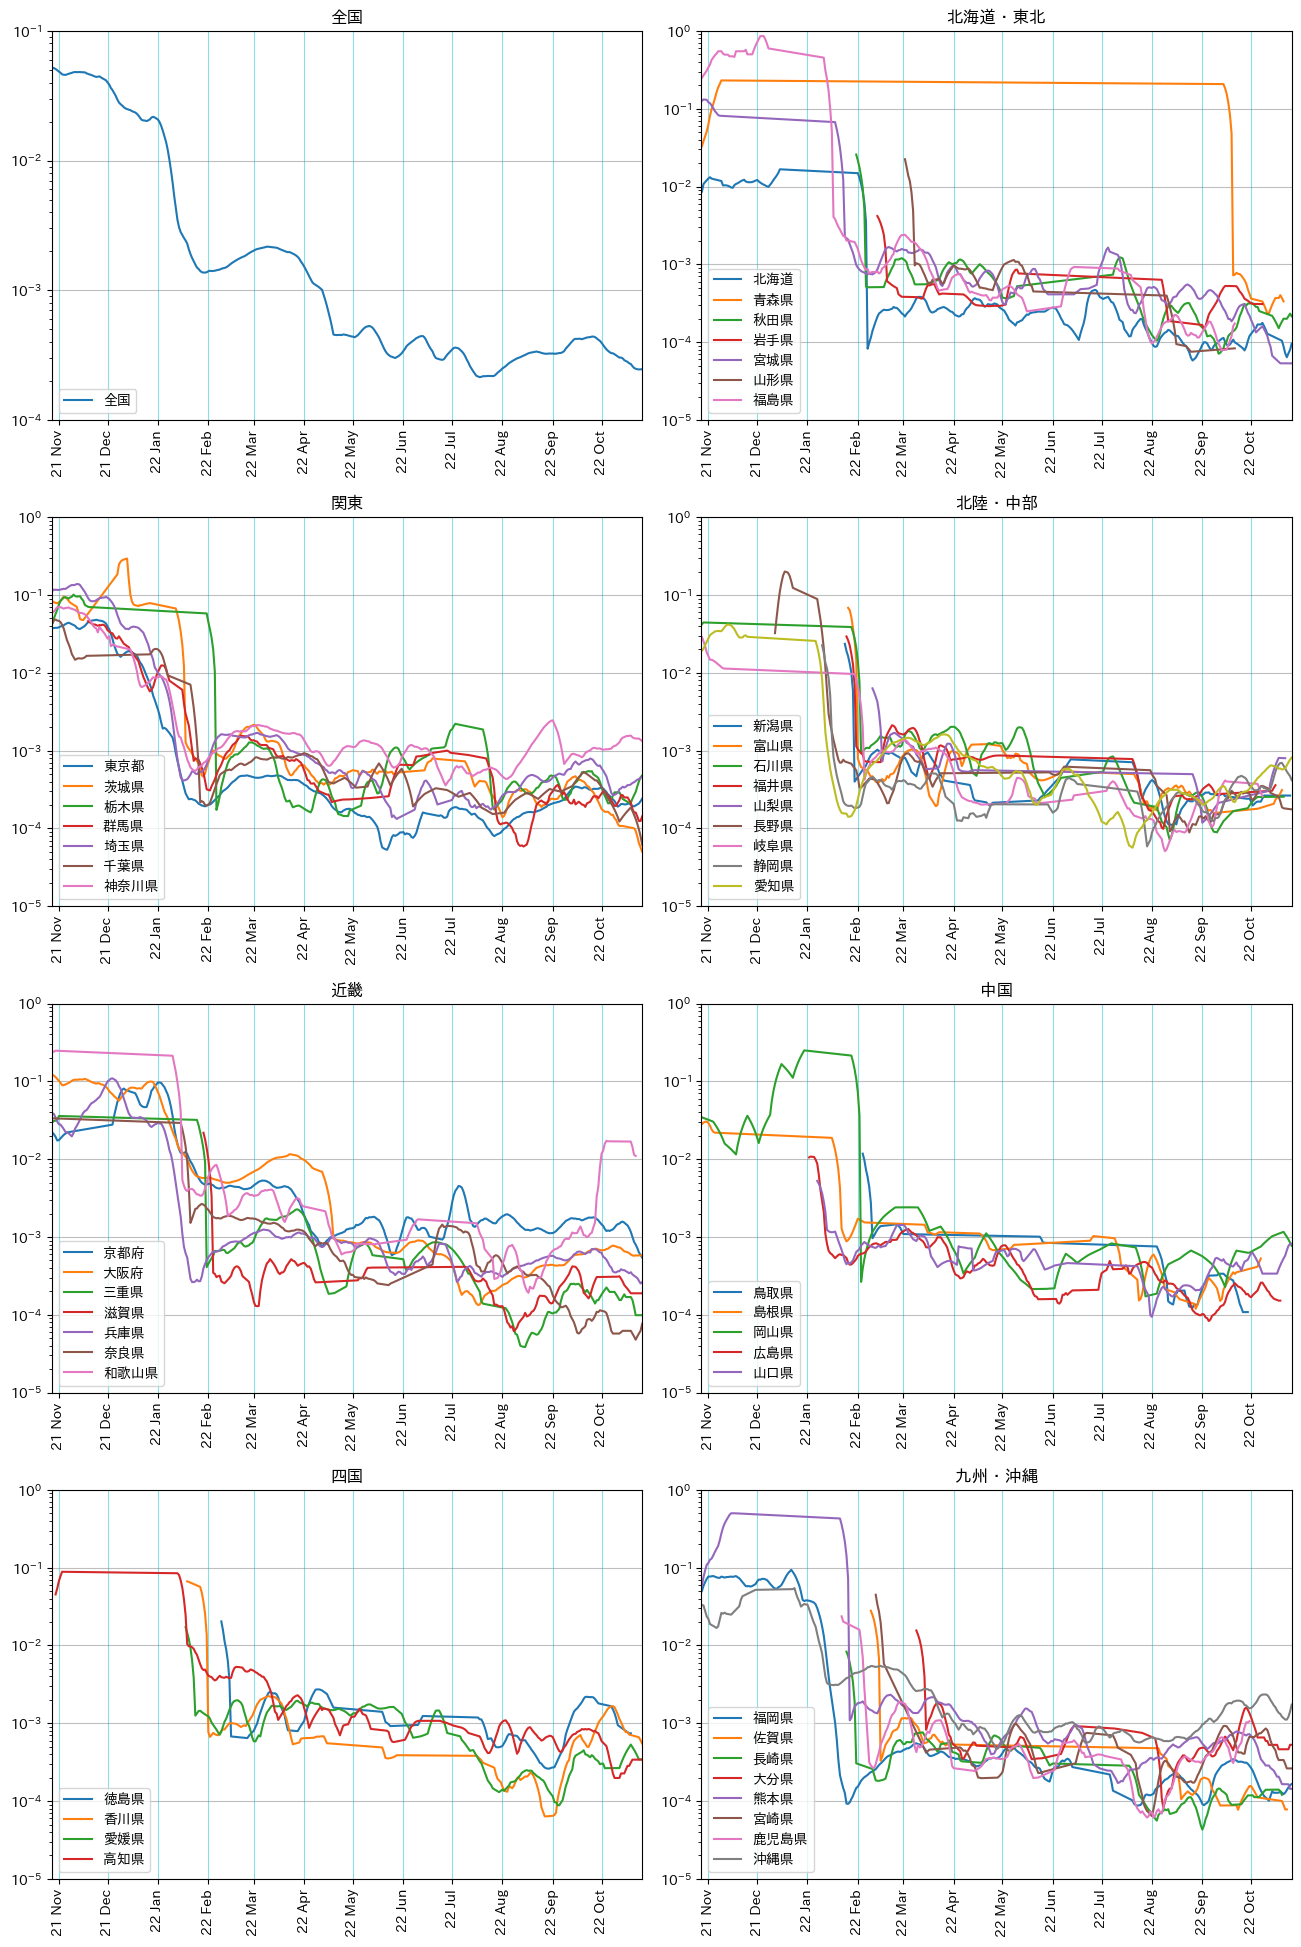 全国
10⁻¹
10⁻²
10⁻³
10⁻⁴
全国
21 Nov
21 Dec
22 Jan
22 Feb
22 Mar
22 Apr
22 May
22 Jun
22 Jul
22 Aug
22 Sep
22 Oct
北海道・東北
10⁰
10⁻¹
10⁻²
10⁻³
10⁻⁴
10⁻⁵
北海道
青森県
秋田県
岩手県
宮城県
山形県
福島県
21 Nov
21 Dec
22 Jan
22 Feb
22 Mar
22 Apr
22 May
22 Jun
22 Jul
22 Aug
22 Sep
22 Oct
関東
10⁰
10⁻¹
10⁻²
10⁻³
10⁻⁴
10⁻⁵
東京都
茨城県
栃木県
群馬県
埼玉県
千葉県
神奈川県
21 Nov
21 Dec
22 Jan
22 Feb
22 Mar
22 Apr
22 May
22 Jun
22 Jul
22 Aug
22 Sep
22 Oct
北陸・中部
10⁰
10⁻¹
10⁻²
10⁻³
10⁻⁴
10⁻⁵
新潟県
富山県
石川県
福井県
山梨県
長野県
岐阜県
静岡県
愛知県
21 Nov
21 Dec
22 Jan
22 Feb
22 Mar
22 Apr
22 May
22 Jun
22 Jul
22 Aug
22 Sep
22 Oct
近畿
10⁰
10⁻¹
10⁻²
10⁻³
10⁻⁴
10⁻⁵
京都府
大阪府
三重県
滋賀県
兵庫県
奈良県
和歌山県
21 Nov
21 Dec
22 Jan
22 Feb
22 Mar
22 Apr
22 May
22 Jun
22 Jul
22 Aug
22 Sep
22 Oct
中国
10⁰
10⁻¹
10⁻²
10⁻³
10⁻⁴
10⁻⁵
鳥取県
島根県
岡山県
広島県
山口県
21 Nov
21 Dec
22 Jan
22 Feb
22 Mar
22 Apr
22 May
22 Jun
22 Jul
22 Aug
22 Sep
22 Oct
四国
10⁰
10⁻¹
10⁻²
10⁻³
10⁻⁴
10⁻⁵
徳島県
香川県
愛媛県
高知県
21 Nov
21 Dec
22 Jan
22 Feb
22 Mar
22 Apr
22 May
22 Jun
22 Jul
22 Aug
22 Sep
22 Oct
九州・沖縄
10⁰
10⁻¹
10⁻²
10⁻³
10⁻⁴
10⁻⁵
福岡県
佐賀県
長崎県
大分県
熊本県
宮崎県
鹿児島県
沖縄県
21 Nov
21 Dec
22 Jan
22 Feb
22 Mar
22 Apr
22 May
22 Jun
22 Jul
22 Aug
22 Sep
22 Oct